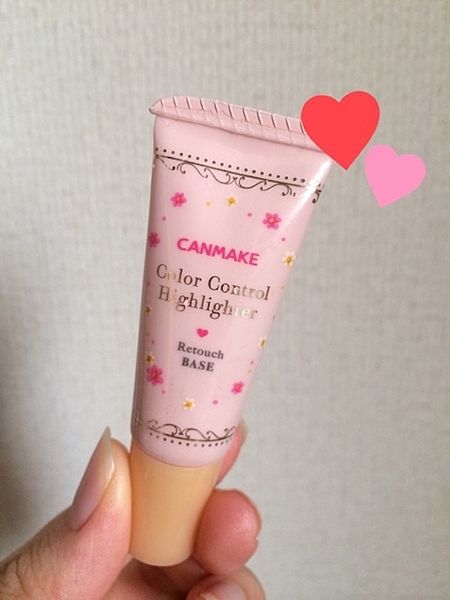 CANMAKE
Color Control
Highlighter
Retouch
BASE